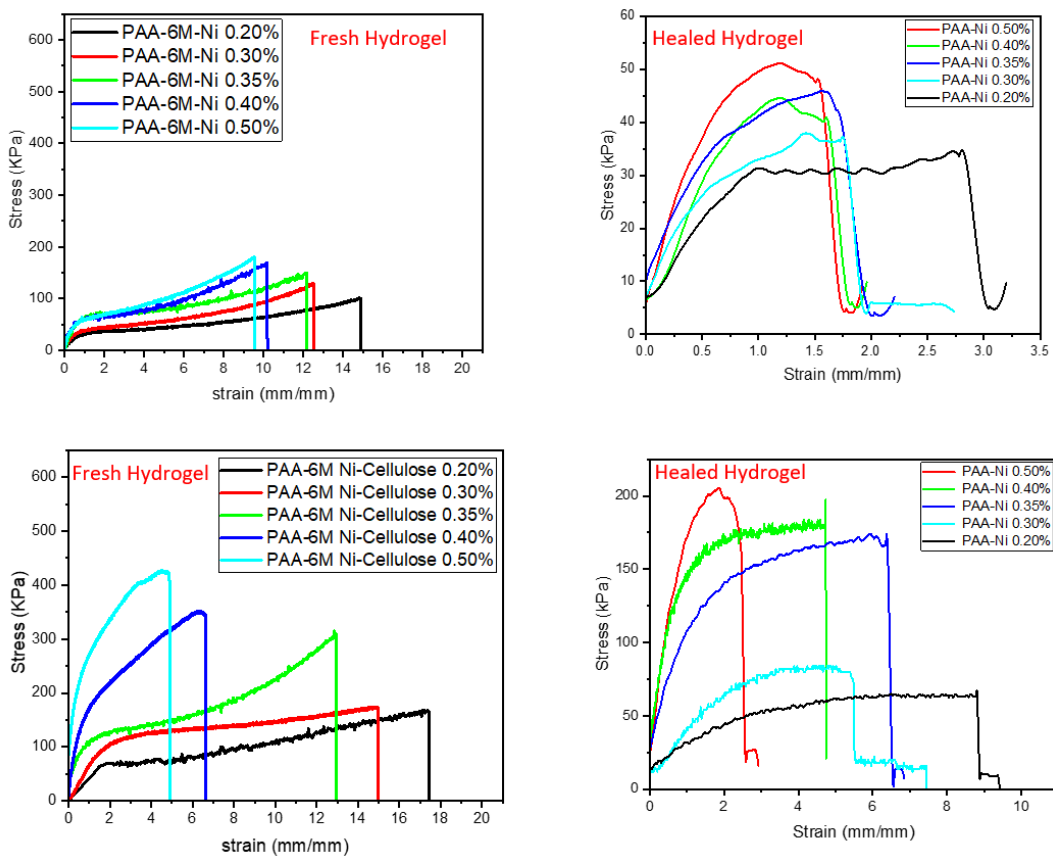 PAA-6M-Ni 0.20%
PAA-6M-Ni 0.30%
PAA-6M-Ni 0.35%
PAA-6M-Ni 0.40%
PAA-6M-Ni 0.50%
Fresh Hydrogel
600
500
400
300
200
100
0
Stress (KPa)
0 2 4 6 8 10 12 14 16 18 20
strain (mm/mm)
Healed Hydrogel
PAA-Ni 0.50%
PAA-Ni 0.40%
PAA-Ni 0.35%
PAA-Ni 0.30%
PAA-Ni 0.20%
60
50
40
30
20
10
0
Stress (kPa)
0.0 0.5 1.0 1.5 2.0 2.5 3.0 3.5
Strain (mm/mm)
Fresh Hydrogel
PAA-6M Ni-Cellulose 0.20%
PAA-6M Ni-Cellulose 0.30%
PAA-6M Ni-Cellulose 0.35%
PAA-6M Ni-Cellulose 0.40%
PAA-6M Ni-Cellulose 0.50%
600
500
400
300
200
100
0
Stress (KPa)
0 2 4 6 8 10 12 14 16 18 20
strain (mm/mm)
Healed Hydrogel
PAA-Ni 0.50%
PAA-Ni 0.40%
PAA-Ni 0.35%
PAA-Ni 0.30%
PAA-Ni 0.20%
200
150
100
50
0
Stress (kPa)
0 2 4 6 8 10
Strain (mm/mm)